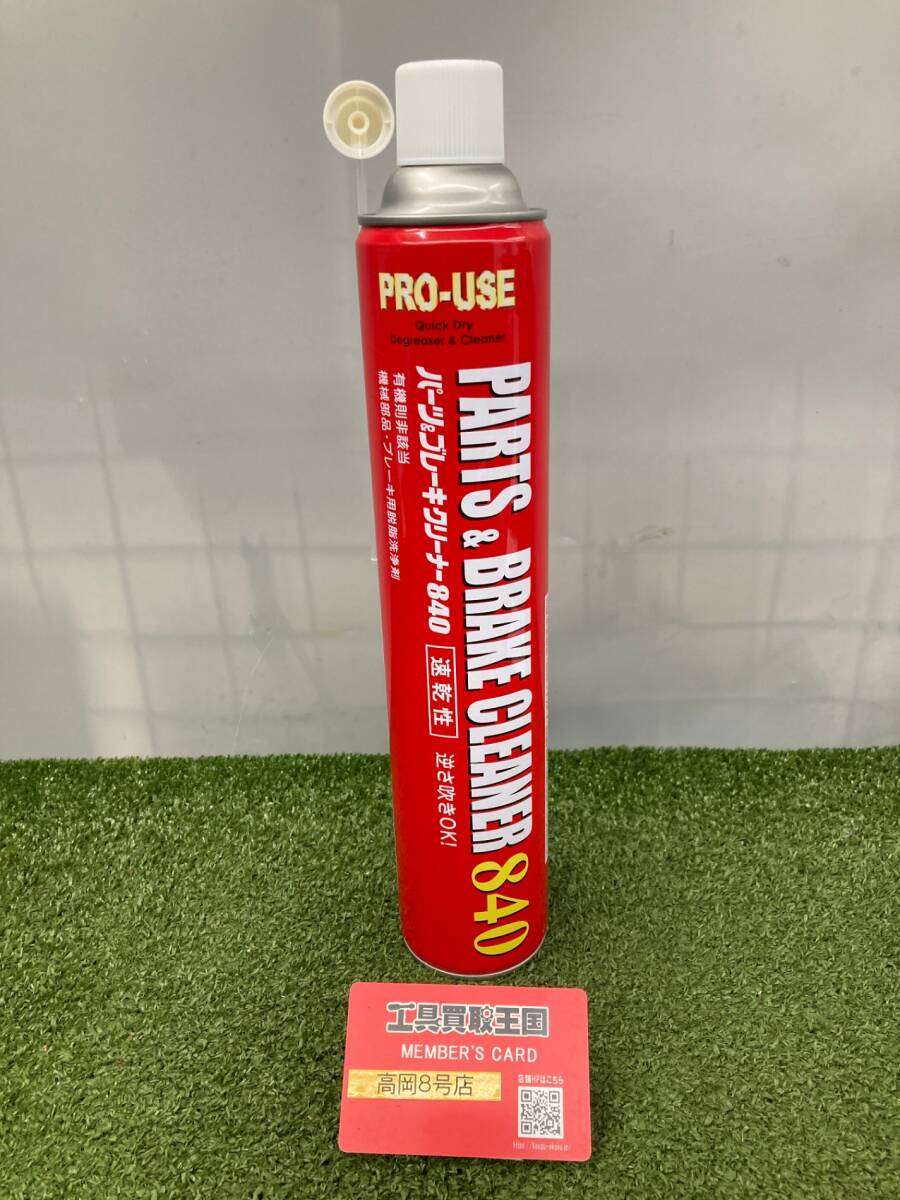 PRO-USE
Quick Dry
Degreaser & Cleaner
PARTS & BRAKE CLEANER 840
パーツ&ブレーキクリーナー840 速乾性 逆さ吹きOK!
有機則非該当
機械部品・ブレーキ用脱脂洗浄剤
工具買取王国
MEMBER'S CARD
高岡8号店
店舗HPはこちら